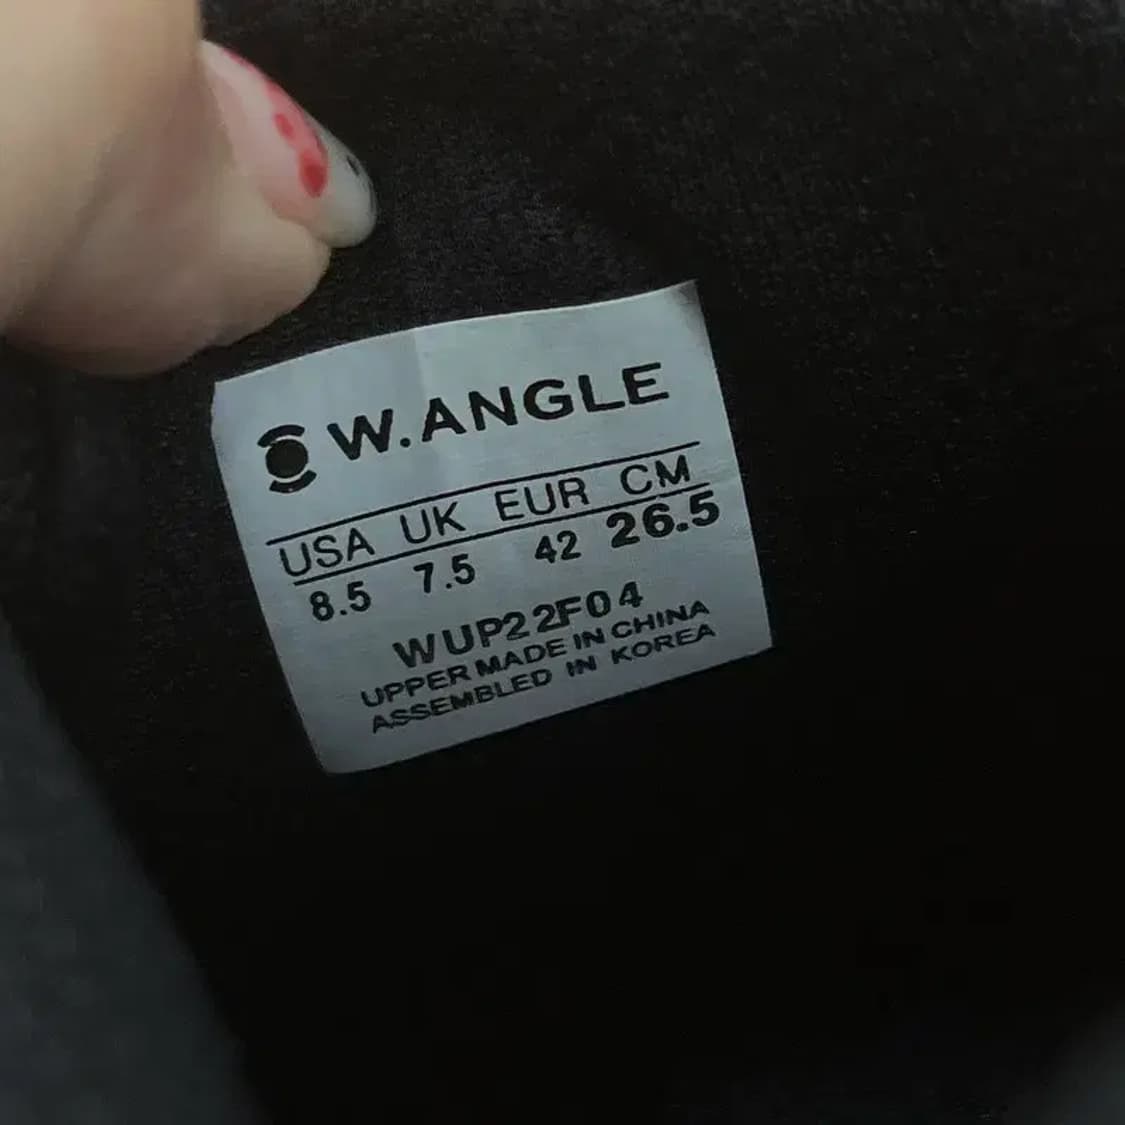 W.ANGLE
USA UK EUR CM
8.5 7.5 42 26.5
WUP22F04
UPPER MADE IN CHINA
ASSEMBLED IN KOREA